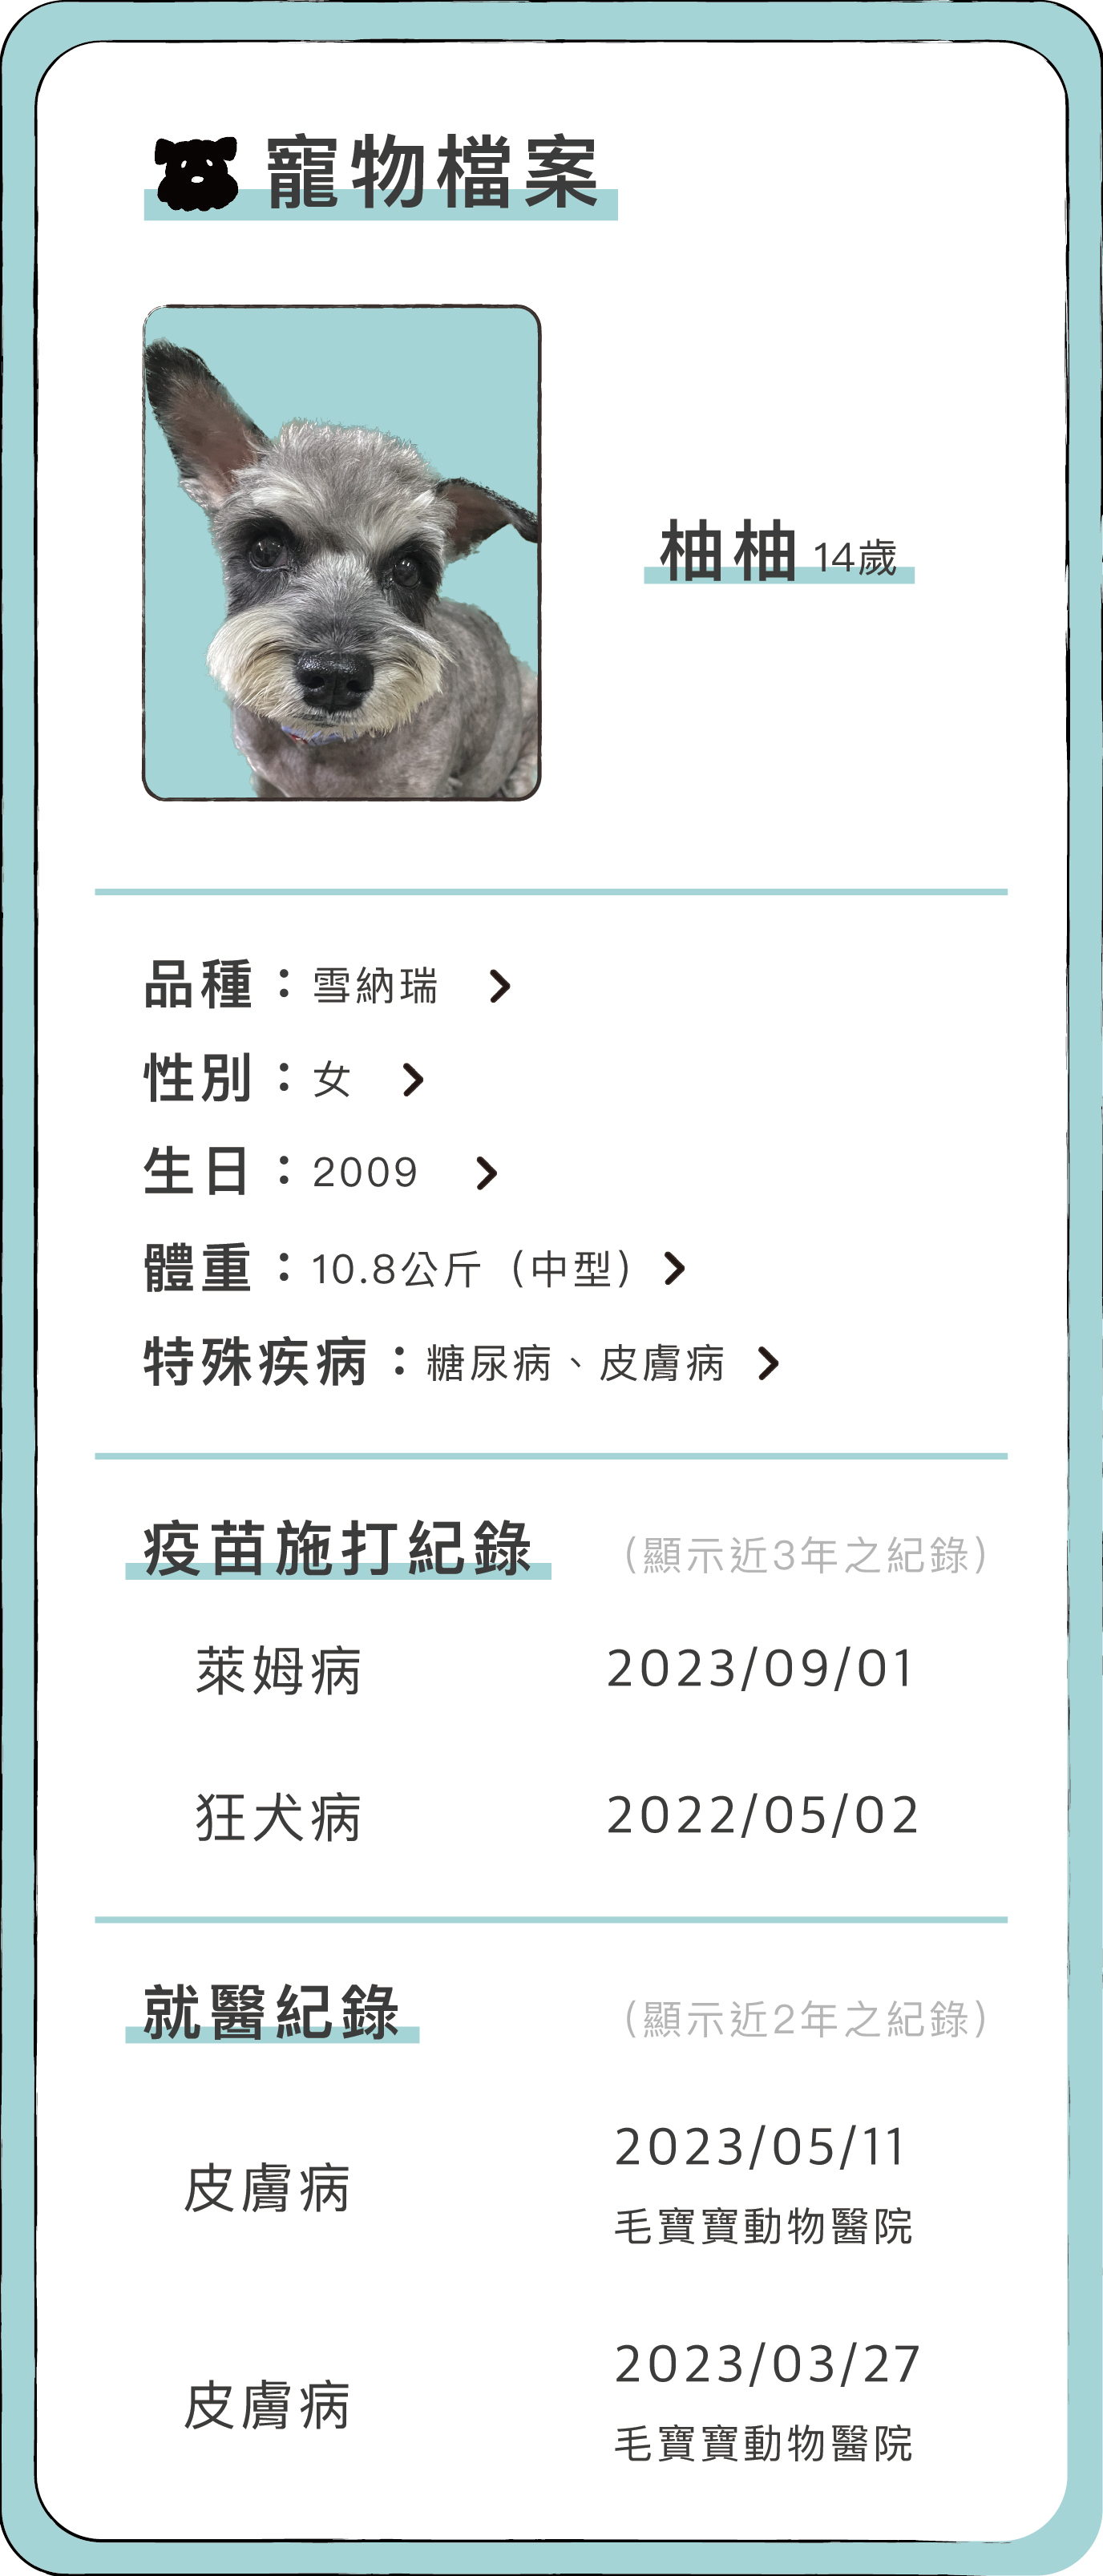 寵物檔案
柚柚 14歲
品種：雪納瑞
性別：女
生日：2009
體重：10.8公斤（中型）
特殊疾病：糖尿病、皮膚病
疫苗施打紀錄 （顯示近3年之紀錄）
萊姆病 2023/09/01
狂犬病 2022/05/02
就醫紀錄 （顯示近2年之紀錄）
皮膚病 2023/05/11
毛寶寶動物醫院
皮膚病 2023/03/27
毛寶寶動物醫院